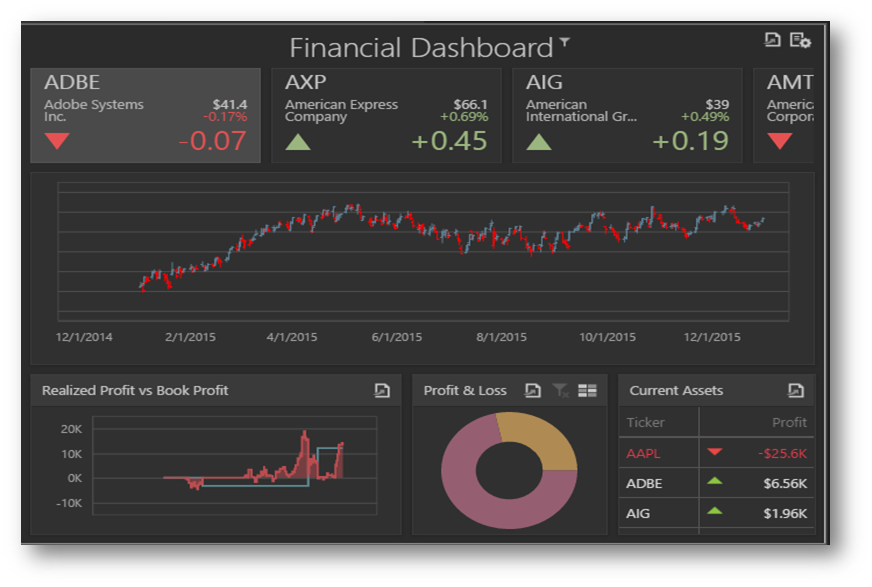 Financial Dashboard
ADBE
Adobe Systems
Inc.
$41.4
-0.17%
-0.07
AXP
American Express
Company
$66.1
+0.69%
+0.45
AIG
American
International Gr...
$39
+0.49%
+0.19
AMT
Americ
Corpora
12/1/2014 2/1/2015 4/1/2015 6/1/2015 8/1/2015 10/1/2015 12/1/2015
Realized Profit vs Book Profit
20K
10K
0K
-10K
Profit & Loss
Current Assets
Ticker Profit
AAPL -$25.6K
ADBE $6.56K
AIG $1.96K